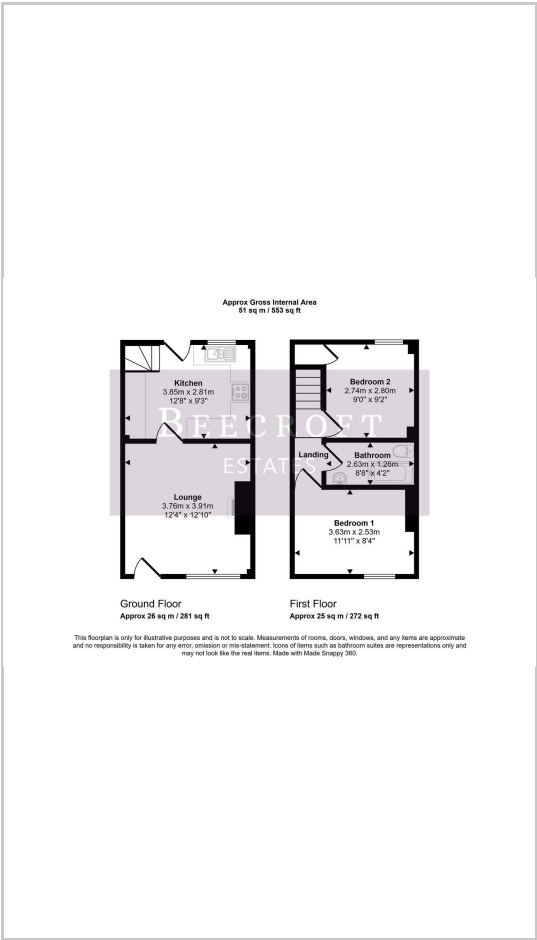 Approx Gross Internal Area
51 sq m / 553 sq ft
Kitchen
3.85m x 2.81m
12'8" x 9'3"
Lounge
3.76m x 3.91m
12'4" x 12'10"
Ground Floor
Approx 26 sq m / 281 sq ft
Bedroom 2
2.74m x 2.80m
9'0" x 9'2"
Landing
Bathroom
2.63m x 1.26m
8'8" x 4'2"
Bedroom 1
3.63m x 2.53m
11'11" x 8'4"
First Floor
Approx 25 sq m / 272 sq ft
BEECROFT
ESTATES
This floorplan is only for illustrative purposes and is not to scale. Measurements of rooms, doors, windows, and any items are approximate
and no responsibility is taken for any error, omission or mis-statement. Icons of items such as bathroom suites are representations only and
may not look like the real items. Made with Made Snappy 360.